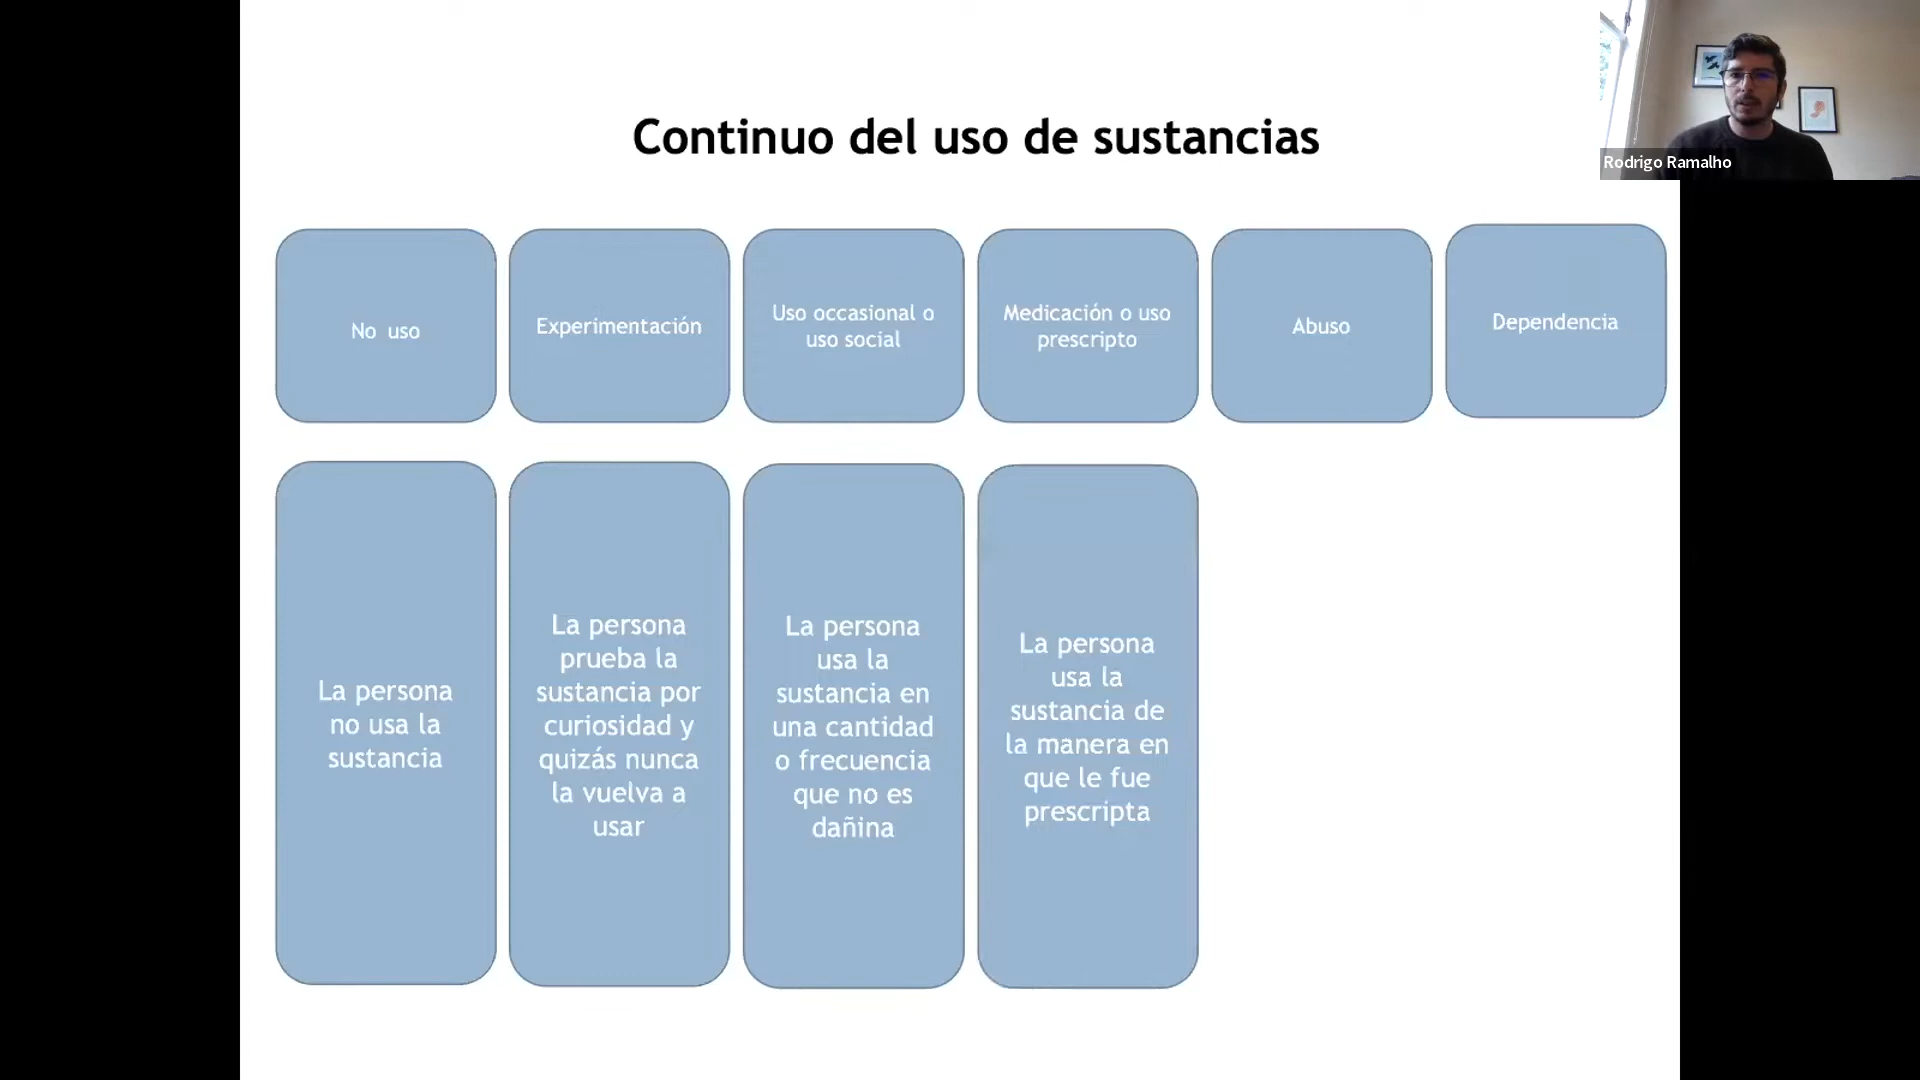 Continuo del uso de sustancias
Rodrigo Ramalho
No uso
Experimentación
Uso occasional o
uso social
Medicación o uso
prescripto
Abuso
Dependencia
La persona
no usa la
sustancia
La persona
prueba la
sustancia por
curiosidad y
quizás nunca
la vuelva a
usar
La persona
usa la
sustancia en
una cantidad
o frecuencia
que no es
dañina
La persona
usa la
sustancia de
la manera en
que le fue
prescripta